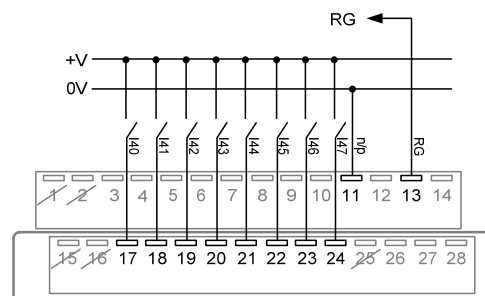 RG
+V
0V
I40 I41 I42 I43 I44 I45 I46 I47 n/p RG
1 2 3 4 5 6 7 8 9 10 11 12 13 14
15 16 17 18 19 20 21 22 23 24 25 26 27 28